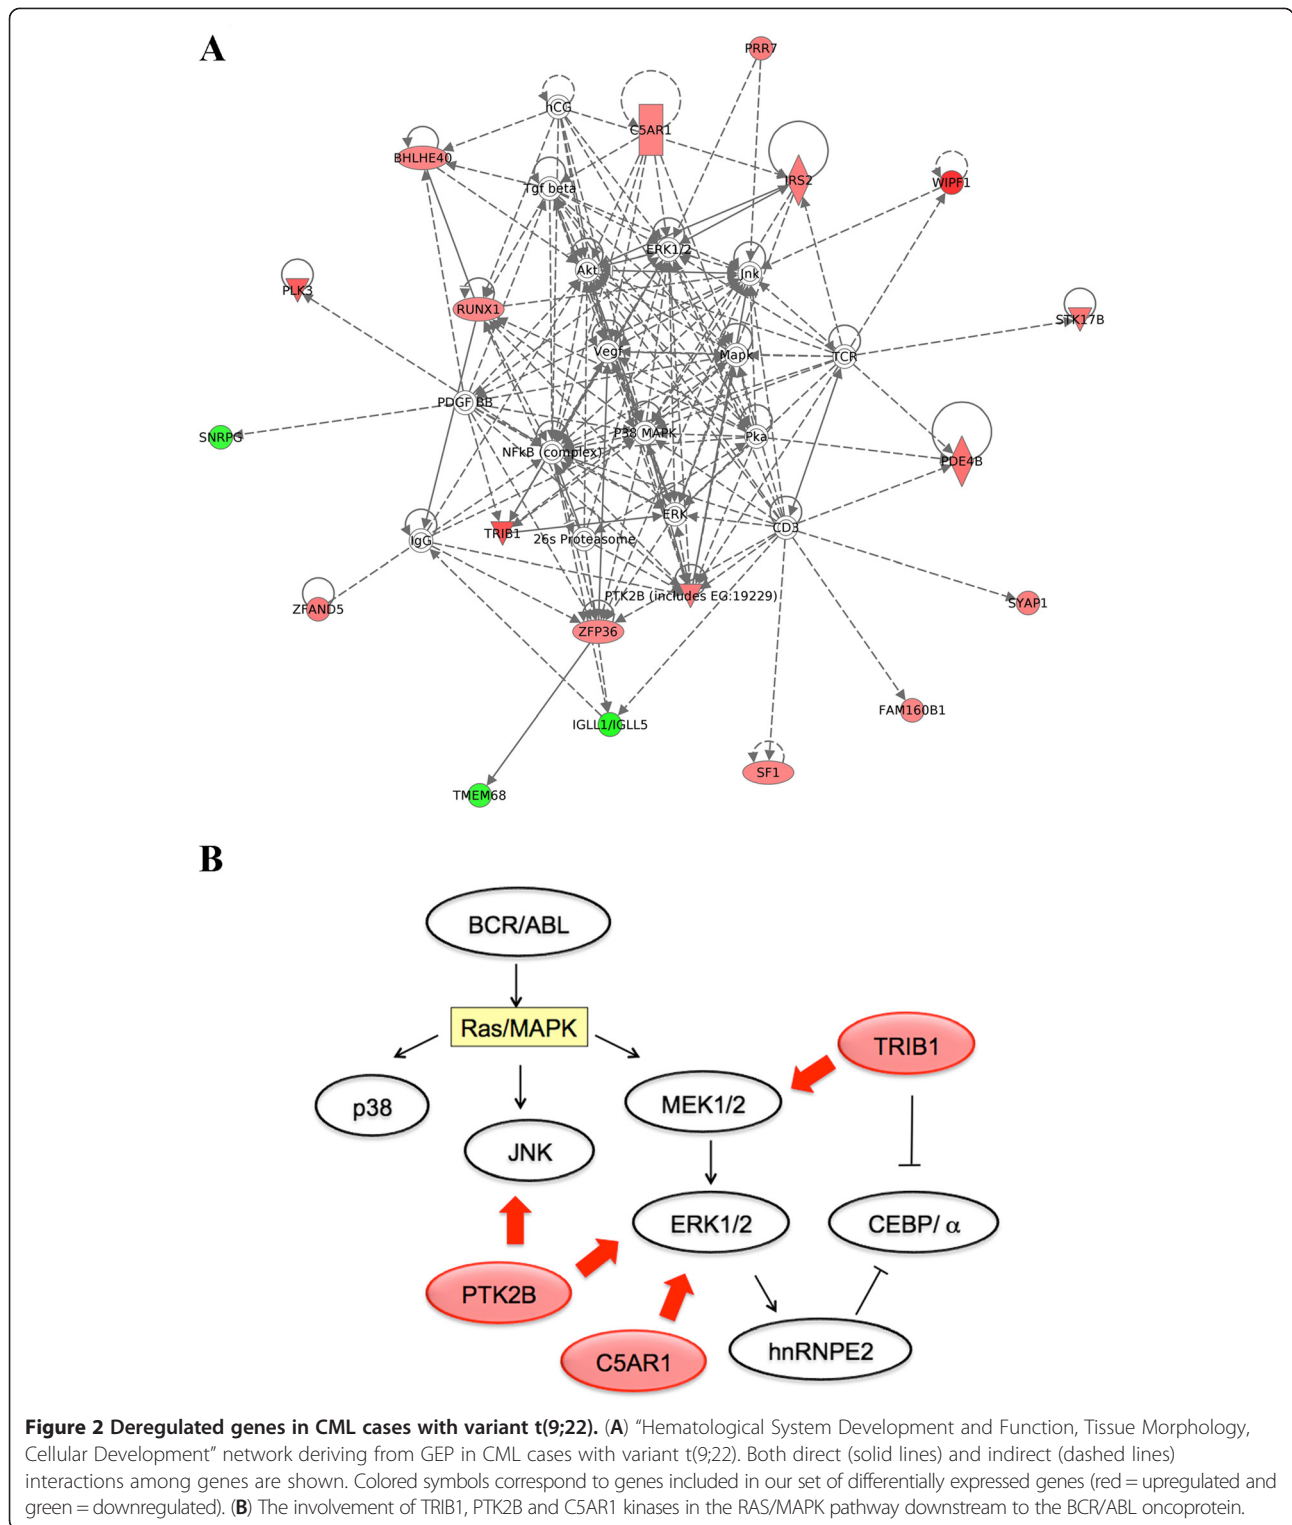 A
PRR7
hCG
C5AR1
BHLHE40
IRS2
WIPF1
Tgf beta
ERK1/2
Akt
Jnk
PLK3
RUNX1
STK17B
Vegf
Mapk
TCR
PDGF BB
SNRPG
P38 MAPK
Pka
NFkB (complex)
PDE4B
ERK
CD3
TRIB1
26s Proteasome
IgG
PTK2B (includes EG:19229)
ZFAND5
SYAP1
ZFP36
FAM160B1
IGLL1/IGLL5
SF1
TMEM68
B
BCR/ABL
Ras/MAPK
TRIB1
p38
MEK1/2
JNK
ERK1/2
CEBP/ α
PTK2B
hnRNPE2
C5AR1
Figure 2 Deregulated genes in CML cases with variant t(9;22). (A) “Hematological System Development and Function, Tissue Morphology,
Cellular Development” network deriving from GEP in CML cases with variant t(9;22). Both direct (solid lines) and indirect (dashed lines)
interactions among genes are shown. Colored symbols correspond to genes included in our set of differentially expressed genes (red = upregulated and
green = downregulated). (B) The involvement of TRIB1, PTK2B and C5AR1 kinases in the RAS/MAPK pathway downstream to the BCR/ABL oncoprotein.